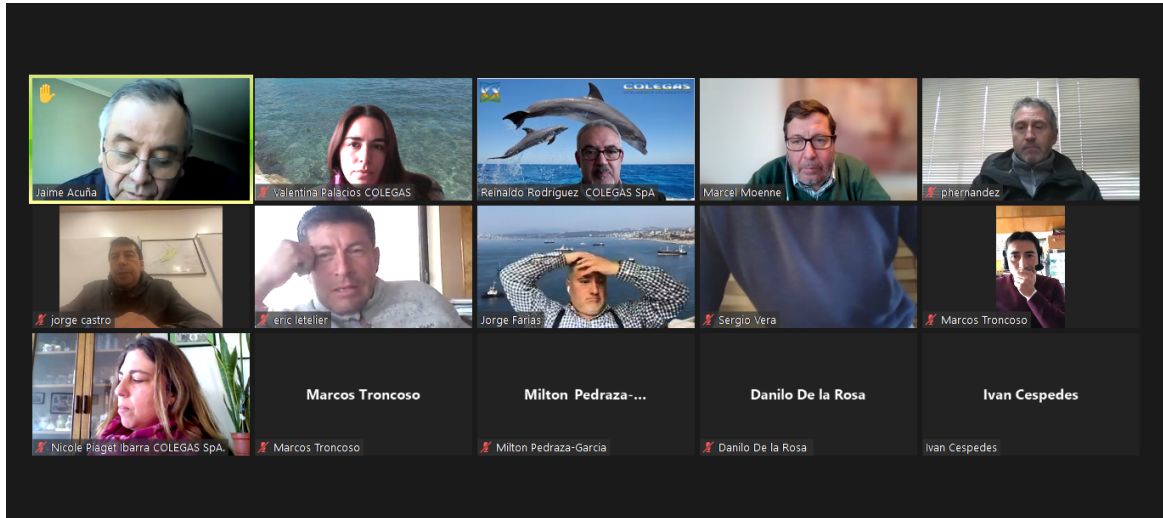 COLEGAS
Jaime Acuña
Valentina Palacios COLEGAS
Reinaldo Rodríguez COLEGAS SpA
Marcel Moenne
phernandez
jorge castro
eric letelier
Jorge Farias
Sergio Vera
Marcos Troncoso
Marcos Troncoso
Milton Pedraza-...
Danilo De la Rosa
Ivan Cespedes
Nicole Piaget Ibarra COLEGAS SpA.
Marcos Troncoso
Milton Pedraza-Garcia
Danilo De la Rosa
Ivan Cespedes